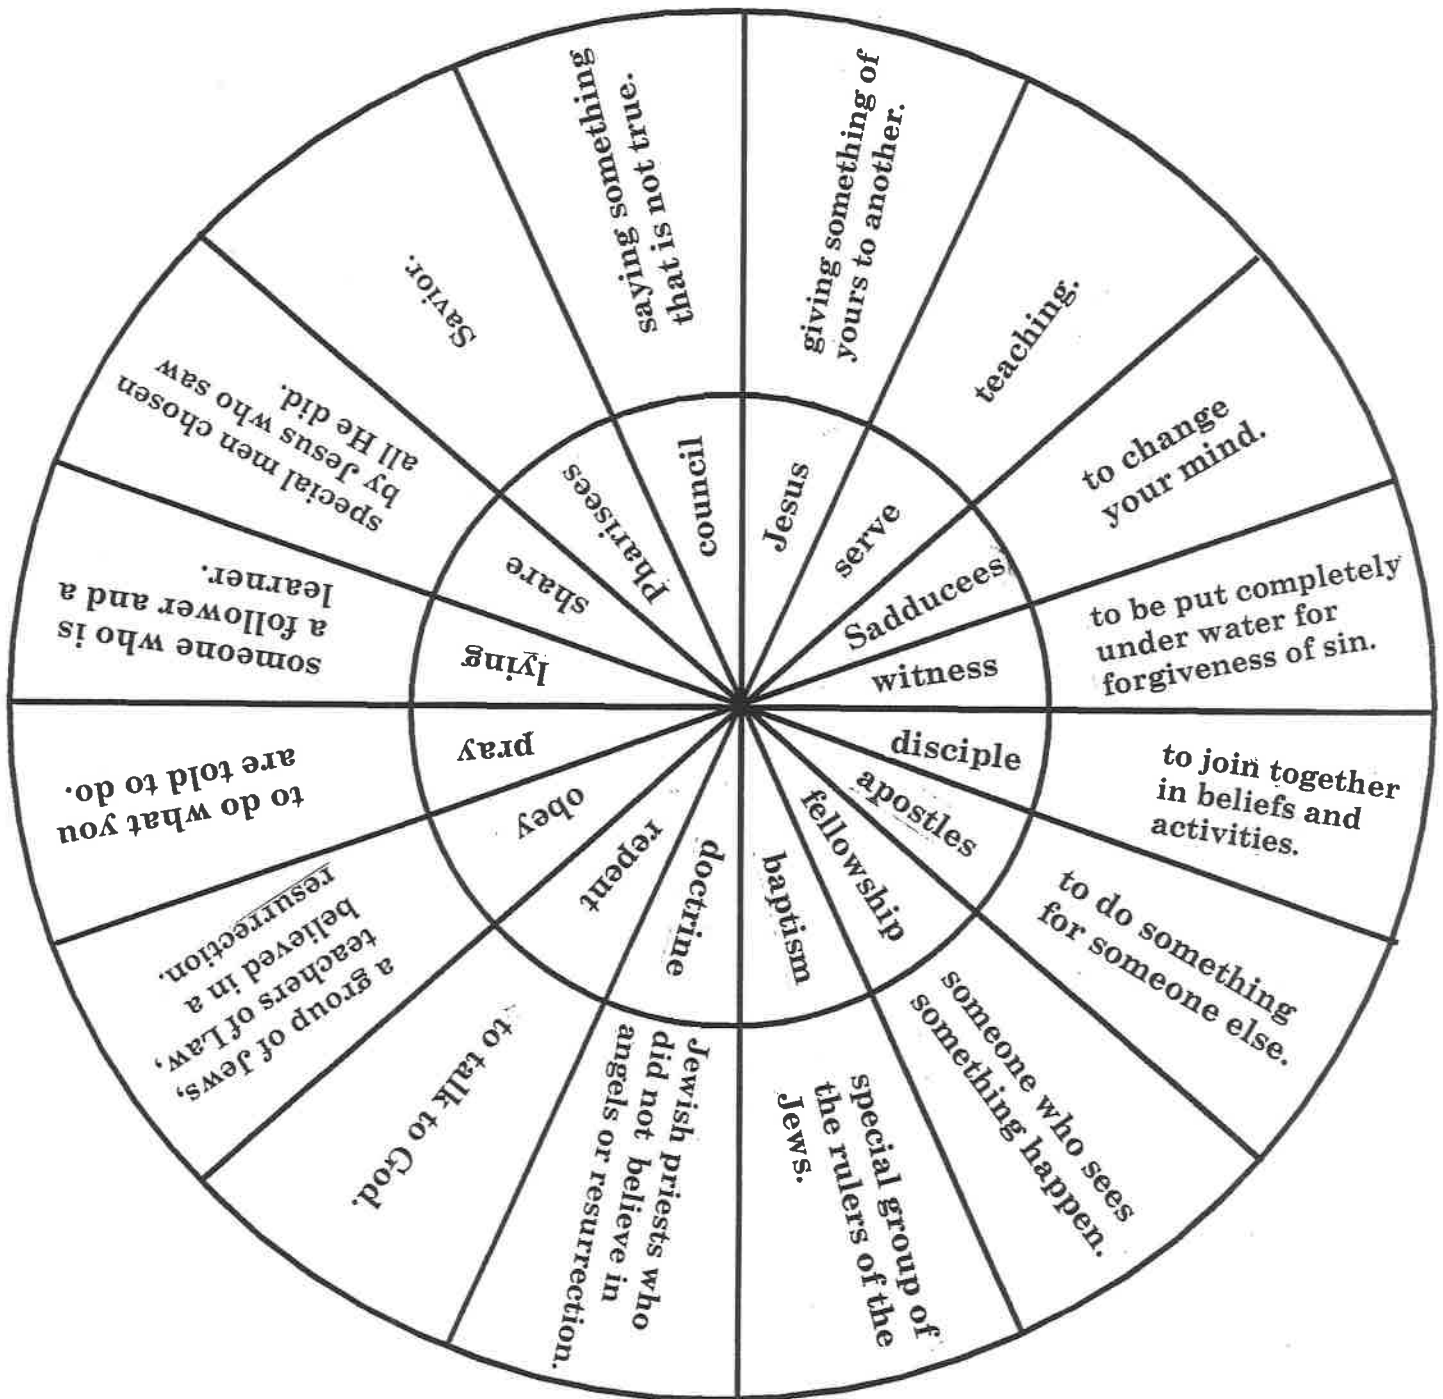 giving something of
yours to another.
teaching.
to change
your mind.
to be put completely
under water for
forgiveness of sin.
to join together
in beliefs and
activities.
to do something
for someone else.
someone who sees
something happen.
special group of
the rulers of the
Jews.
Jewish priests who
did not believe in
angels or resurrection.
to talk to God.
a group of Jews,
teachers of Law,
believed in a
resurrection.
to do what you
are told to do.
someone who is
a follower and a
learner.
special men chosen
by Jesus who saw
all He did.
Savior.
saying something
that is not true.
Jesus
serve
Sadducees
witness
disciple
apostles
fellowship
baptism
doctrine
repent
obey
pray
lying
share
Pharisees
council